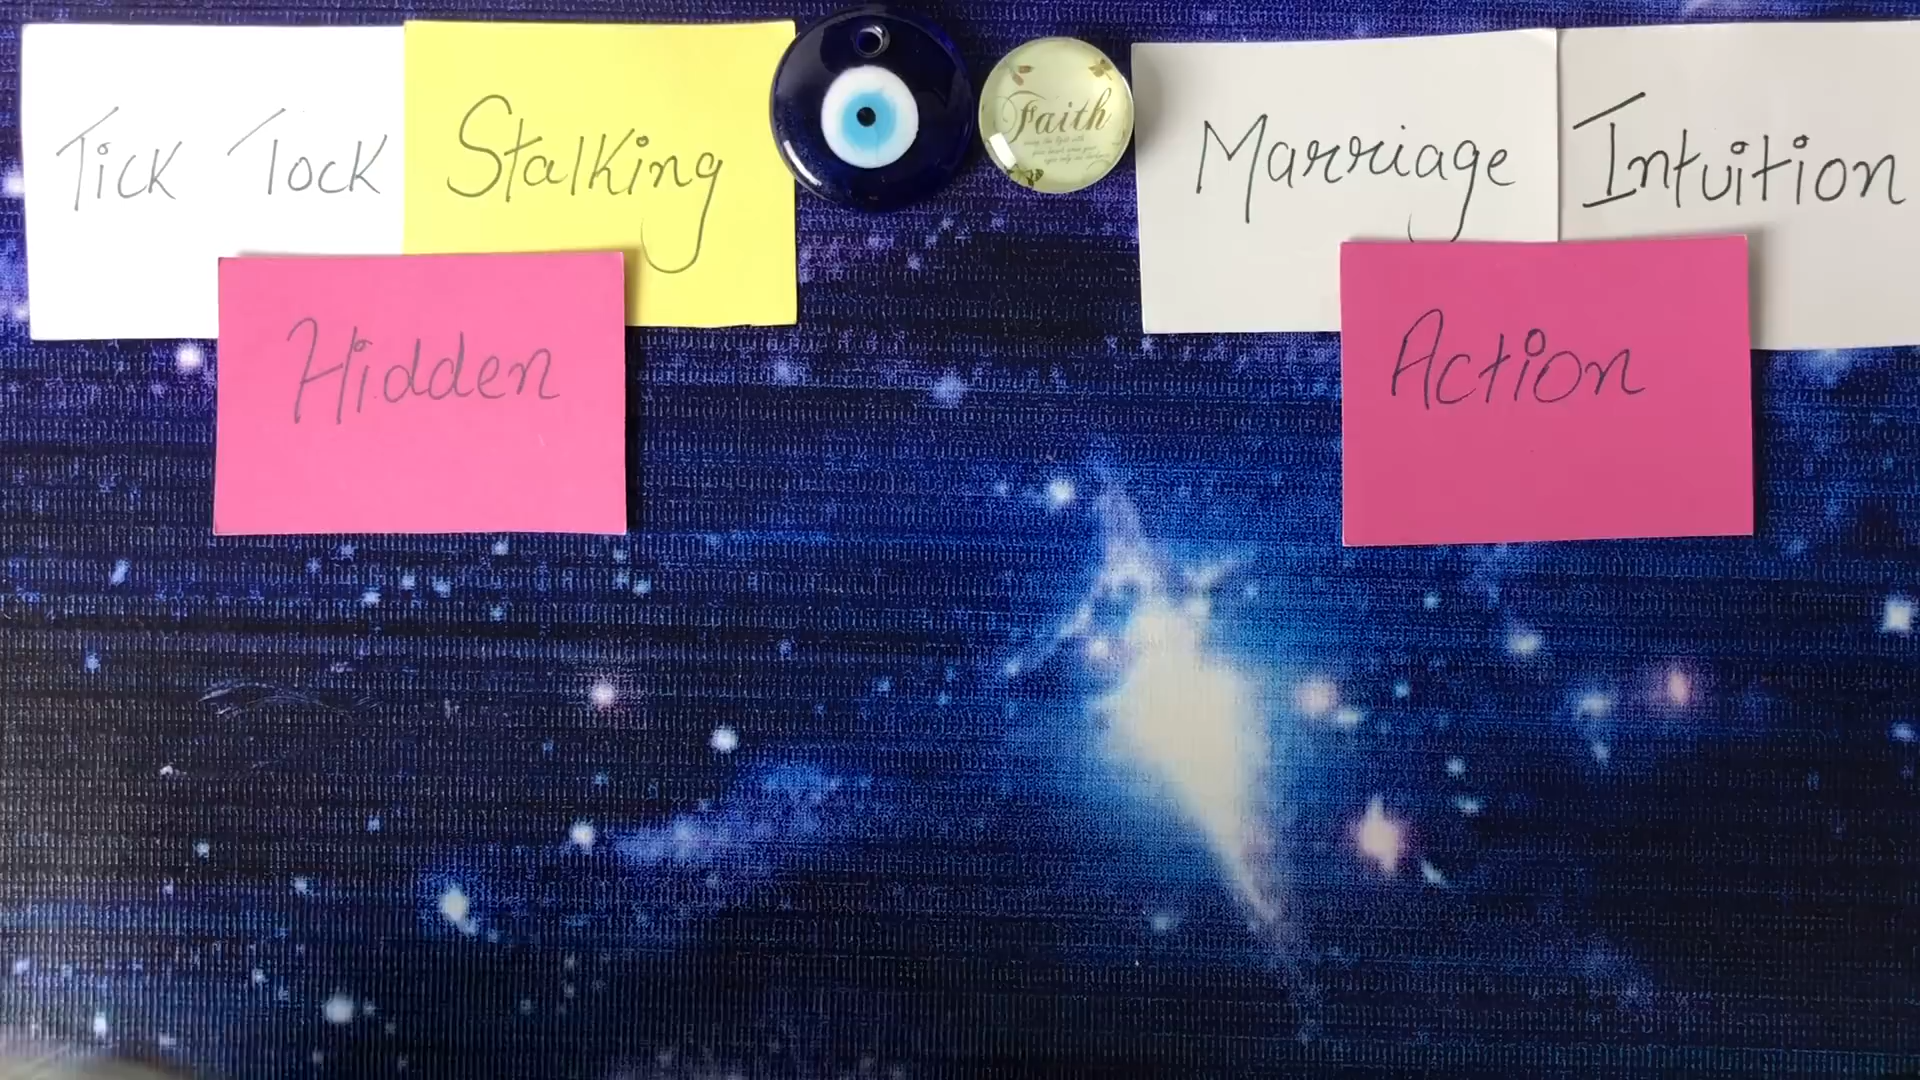 Tick Tock
Stalking
Hidden
Faith
Marriage
Intuition
Action